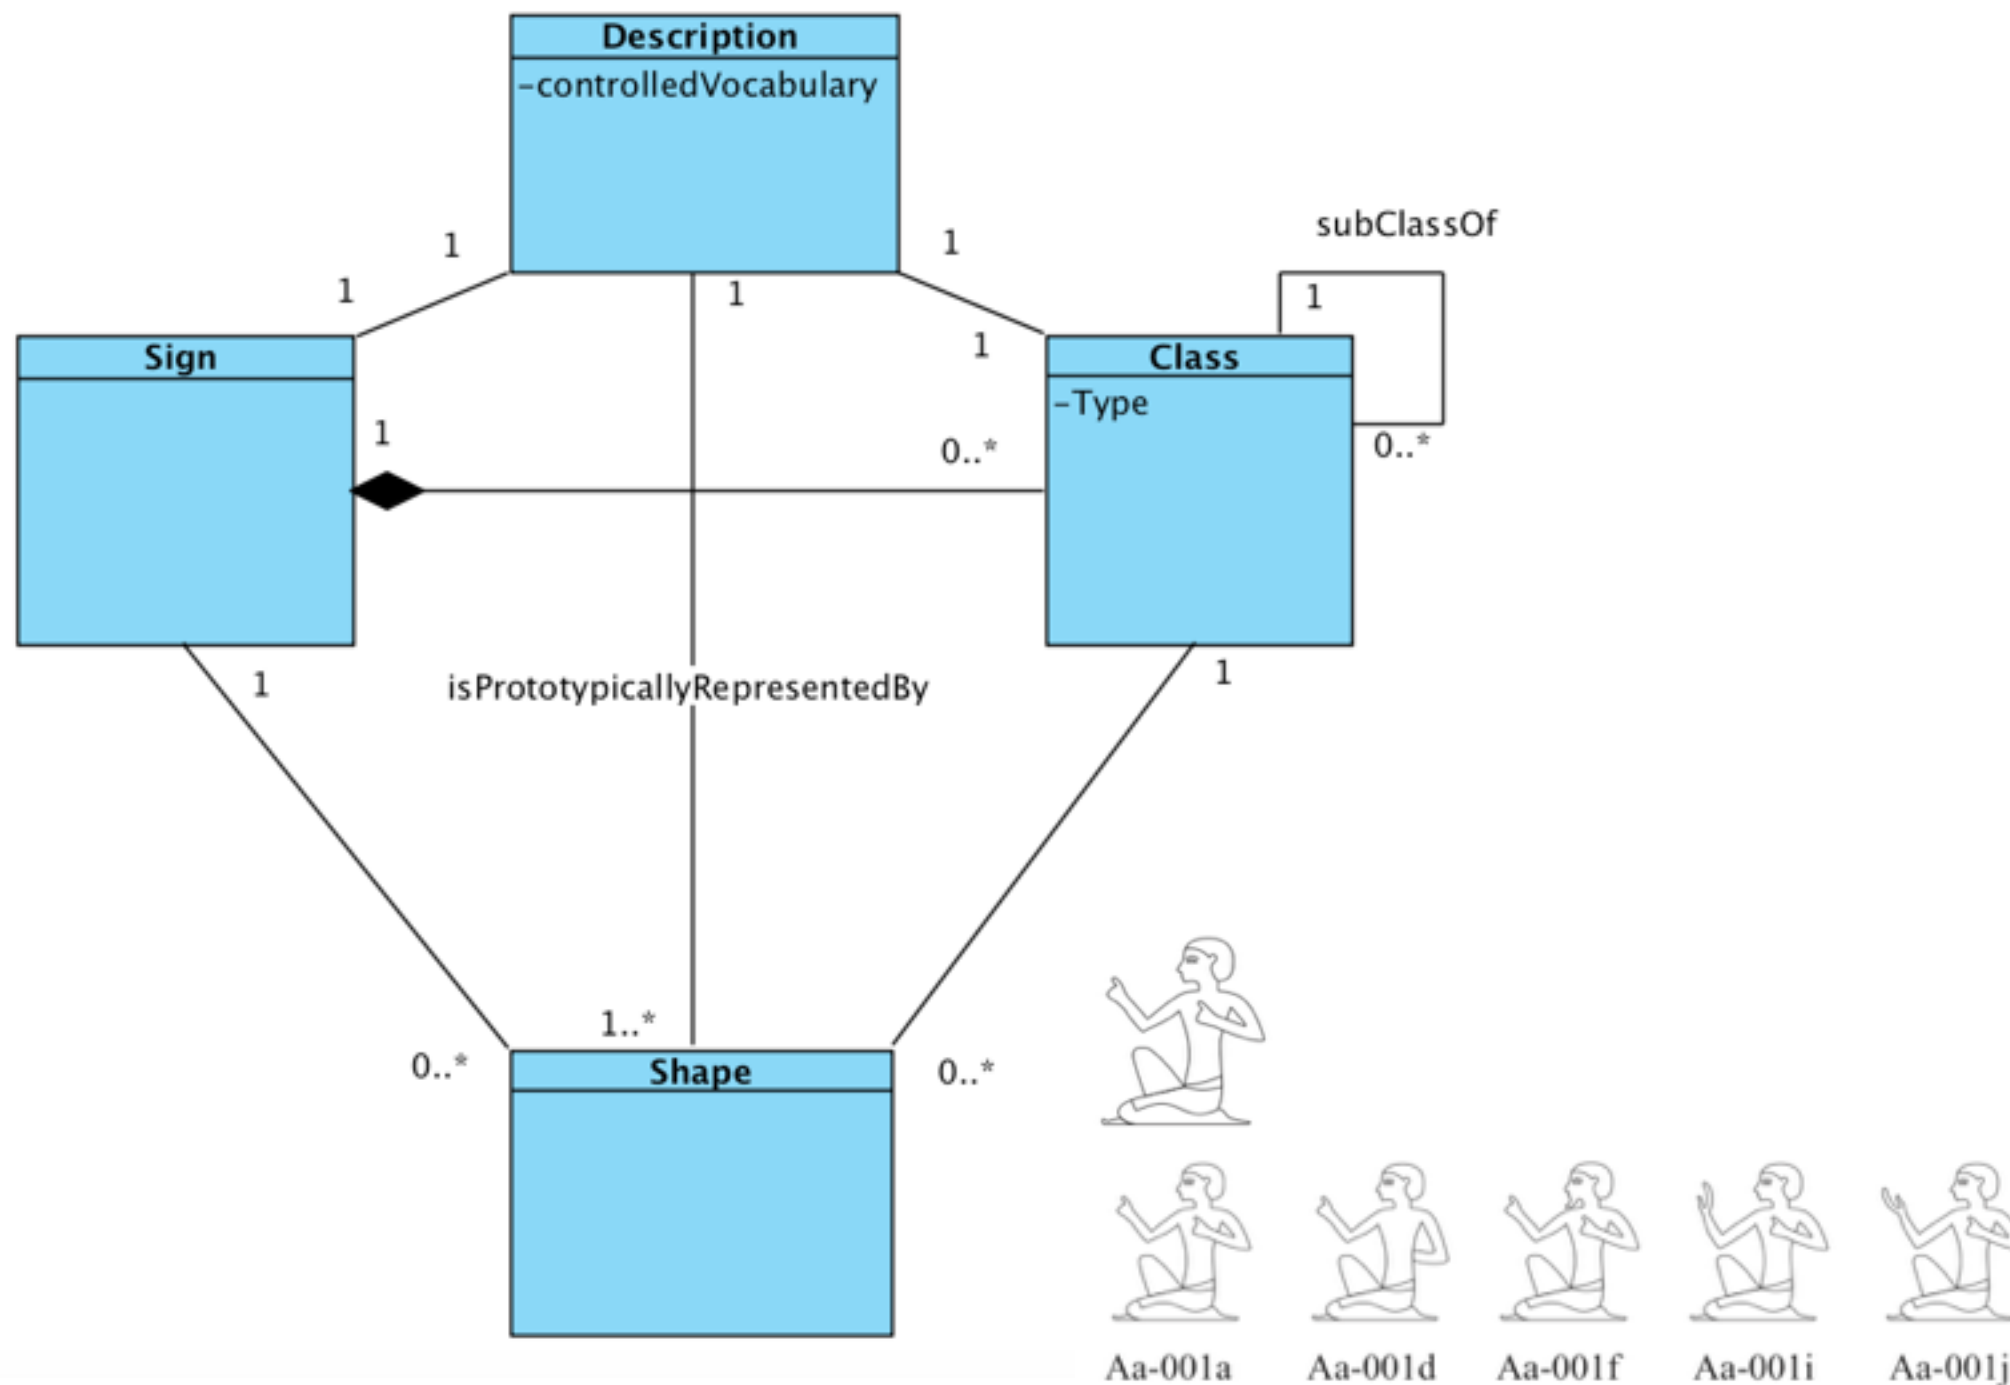 Description
-controlledVocabulary
subClassOf
1
1
1
1
1
1
Sign
Class
-Type
1
0..*
0..*
1
isPrototypicallyRepresentedBy
1
1..*
0..*
Shape
0..*
Aa-001a
Aa-001d
Aa-001f
Aa-001i
Aa-001j